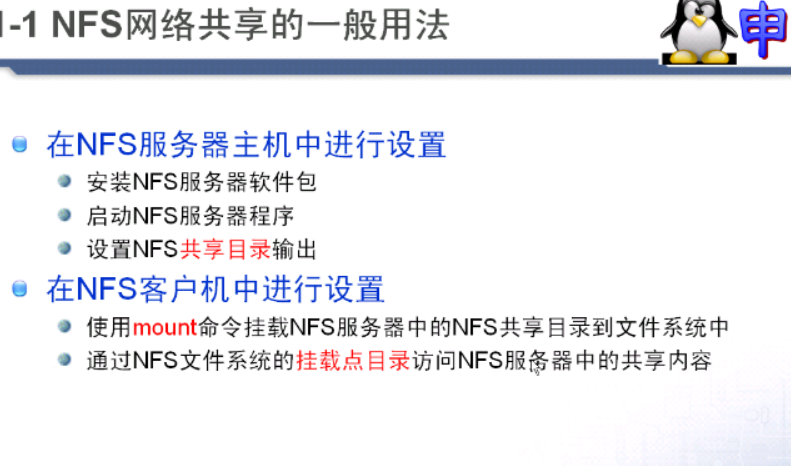 -1 NFS网络共享的一般用法
申
在NFS服务器主机中进行设置
安装NFS服务器软件包
启动NFS服务器程序
设置NFS共享目录输出
在NFS客户机中进行设置
使用mount命令挂载NFS服务器中的NFS共享目录到文件系统中
通过NFS文件系统的挂载点目录访问NFS服务器中的共享内容